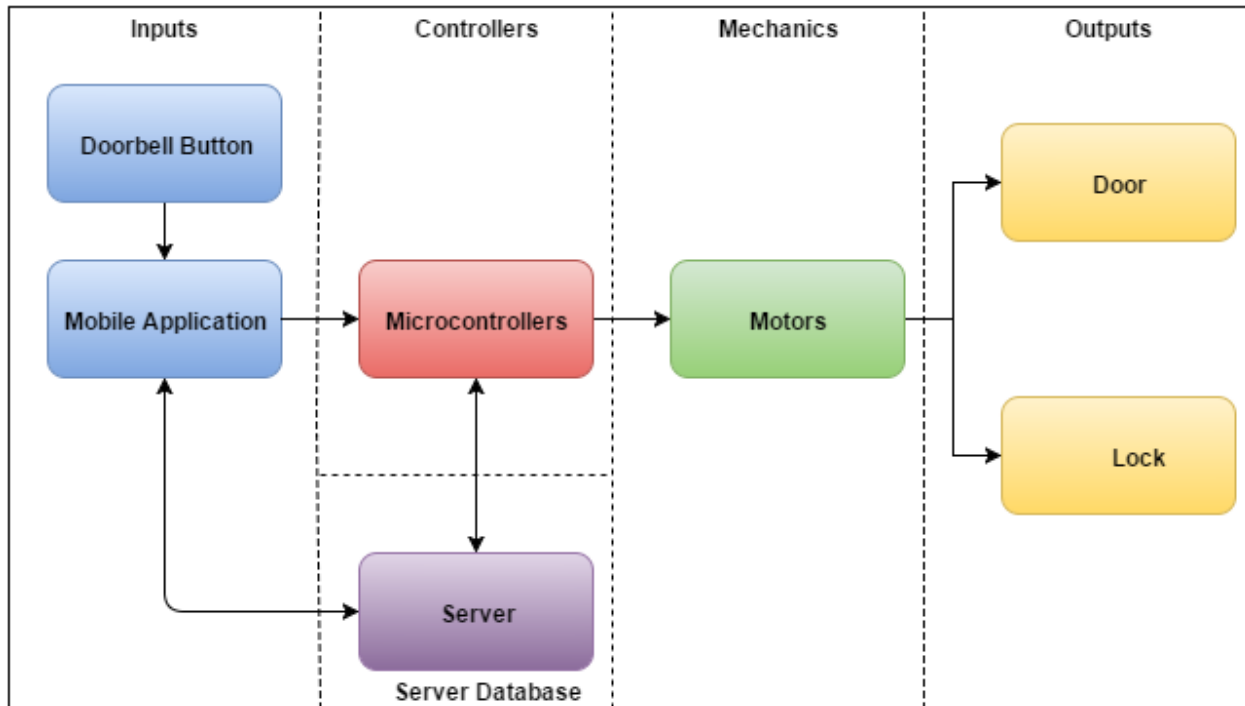 Inputs
Controllers
Mechanics
Outputs
Doorbell Button
Door
Mobile Application
Microcontrollers
Motors
Lock
Server
Server Database